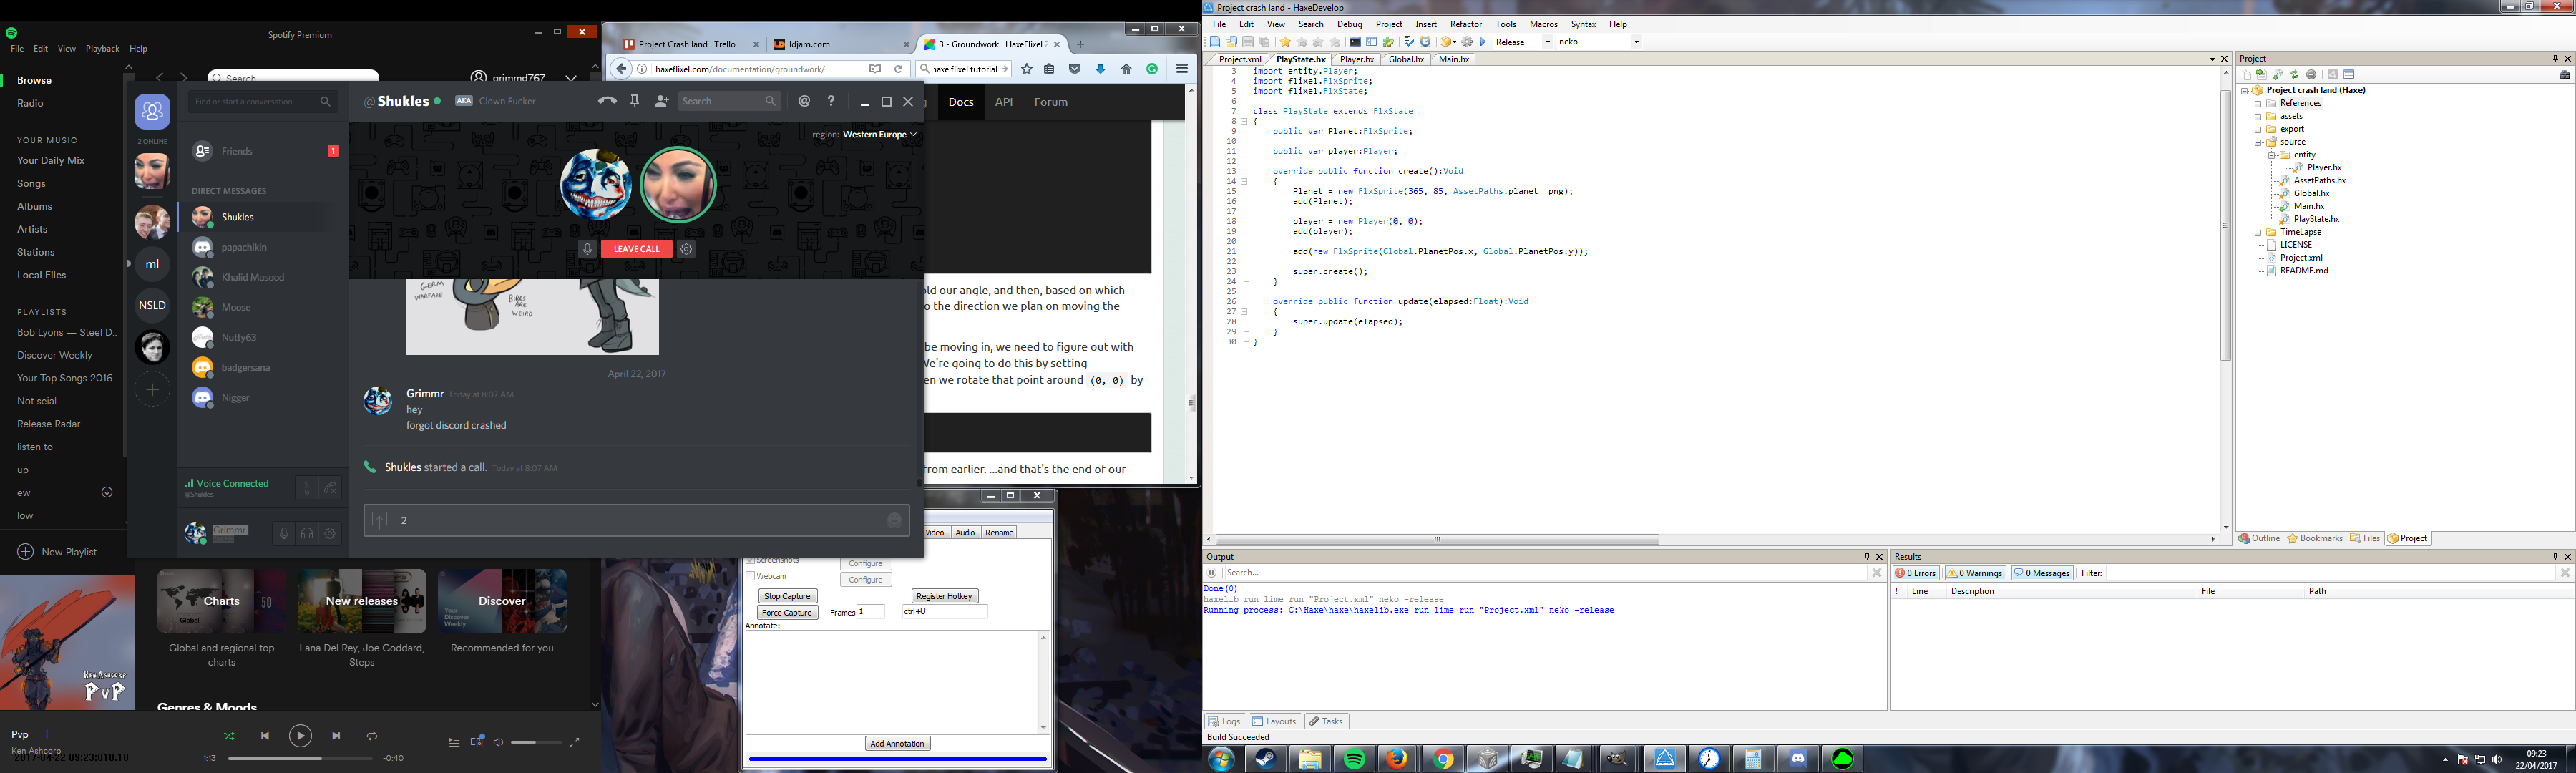 Spotify Premium
File Edit View Playback Help
Search
grimmd767
Browse
Radio
YOUR MUSIC
Your Daily Mix
Songs
Albums
Artists
Stations
Local Files
PLAYLISTS
Bob Lyons — Steel D..
Discover Weekly
Your Top Songs 2016
Not seial
Release Radar
listen to
up
ew
low
New Playlist
KEN ASHCORP
PVP
Charts
New releases
Discover
Global and regional top charts
Lana Del Rey, Joe Goddard, Steps
Recommended for you
Genres & Moods
Pvp
Ken Ashcorp
2017-04-22 09:23:010.18
1:13
-0:40
2 ONLINE
ml
NSLD
Find or start a conversation
Friends
1
DIRECT MESSAGES
Shukles
papachikin
Khalid Masood
Moose
Nutty63
badgersana
Nigger
Voice Connected
@Shukles
Grimmr
@Shukles
AKA Clown Fucker
Search
region: Western Europe
LEAVE CALL
GERM WARFARE
BIRDS ARE WEIRD
April 22, 2017
Grimmr Today at 8:07 AM
hey
forgot discord crashed
Shukles started a call. Today at 8:07 AM
2
Project Crash land | Trello
ldjam.com
3 - Groundwork | HaxeFlixel 2
haxeflixel.com/documentation/groundwork/
haxe flixel tutorial
Docs API Forum
old our angle, and then, based on which
o the direction we plan on moving the
be moving in, we need to figure out with
We're going to do this by setting
en we rotate that point around (0, 0) by
from earlier. ...and that's the end of our
Video Audio Rename
Screenshots
Configure
Webcam
Configure
Stop Capture
Register Hotkey
Force Capture
Frames 1
ctrl+U
Annotate:
Add Annotation
Project crash land - HaxeDevelop
File Edit View Search Debug Project Insert Refactor Tools Macros Syntax Help
Release
neko
Project.xml PlayState.hx Player.hx Global.hx Main.hx
3 import entity.Player;
4 import flixel.FlxSprite;
5 import flixel.FlxState;
6
7 class PlayState extends FlxState
8 {
9 public var Planet:FlxSprite;
10
11 public var player:Player;
12
13 override public function create():Void
14 {
15 Planet = new FlxSprite(365, 85, AssetPaths.planet__png);
16 add(Planet);
17
18 player = new Player(0, 0);
19 add(player);
20
21 add(new FlxSprite(Global.PlanetPos.x, Global.PlanetPos.y));
22
23 super.create();
24 }
25
26 override public function update(elapsed:Float):Void
27 {
28 super.update(elapsed);
29 }
30 }
Project
Project crash land (Haxe)
References
assets
export
source
entity
Player.hx
AssetPaths.hx
Global.hx
Main.hx
PlayState.hx
TimeLapse
LICENSE
Project.xml
README.md
Outline Bookmarks Files Project
Output
Search...
Done(0)
haxelib run lime run "Project.xml" neko -release
Running process: C:\Haxe\haxe\haxelib.exe run lime run "Project.xml" neko -release
Results
0 Errors 0 Warnings 0 Messages Filter:
! Line Description File Path
Logs Layouts Tasks
Build Succeeded
09:23
22/04/2017